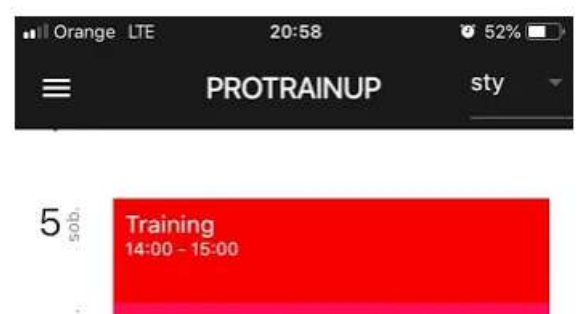 Orange LTE 20:58 52%
PROTRAINUP sty
5 sob. Training
14:00 - 15:00